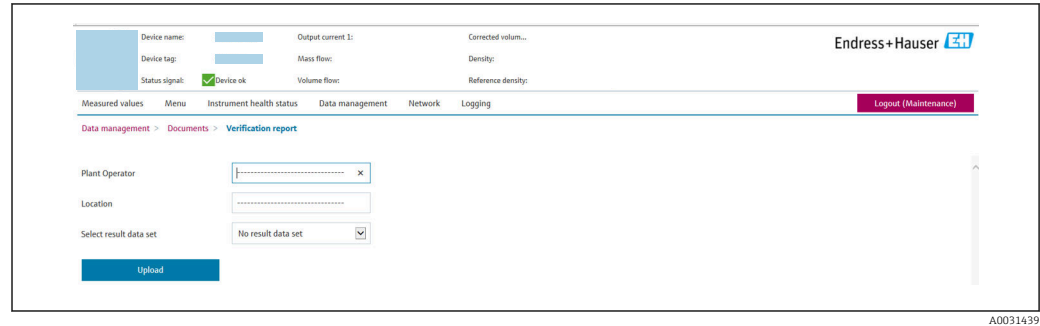 Device name: Output current 1: Corrected volum...
Endress+Hauser EH
Device tag: Mass flow: Density:
Status signal: Device ok Volume flow: Reference density:
Measured values Menu Instrument health status Data management Network Logging Logout (Maintenance)
Data management > Documents > Verification report
Plant Operator -------------------------------- ×
Location --------------------------------
Select result data set No result data set
Upload
A0031439